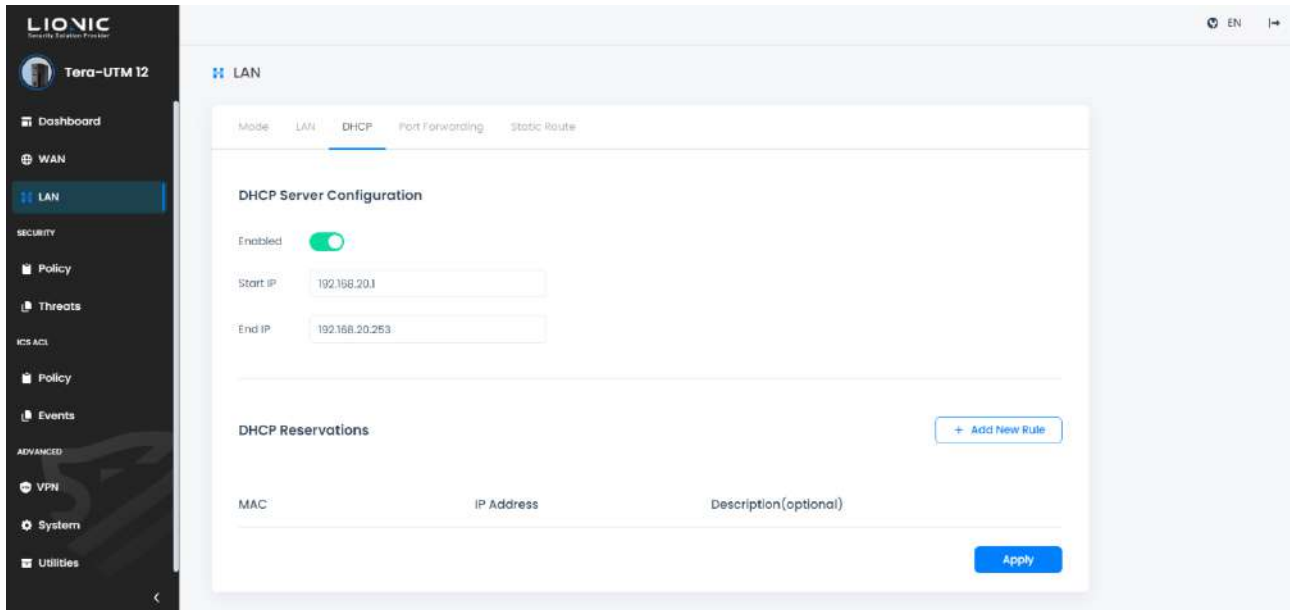 LIONIC
Security Solution Provider
EN
Tera-UTM 12
LAN
Dashboard
WAN
LAN
SECURITY
Policy
Threats
ICS ACL
Policy
Events
ADVANCED
VPN
System
Utilities
Mode LAN DHCP Port Forwarding Static Route
DHCP Server Configuration
Enabled
Start IP 192.168.20.1
End IP 192.168.20.253
DHCP Reservations
+ Add New Rule
MAC IP Address Description(optional)
Apply